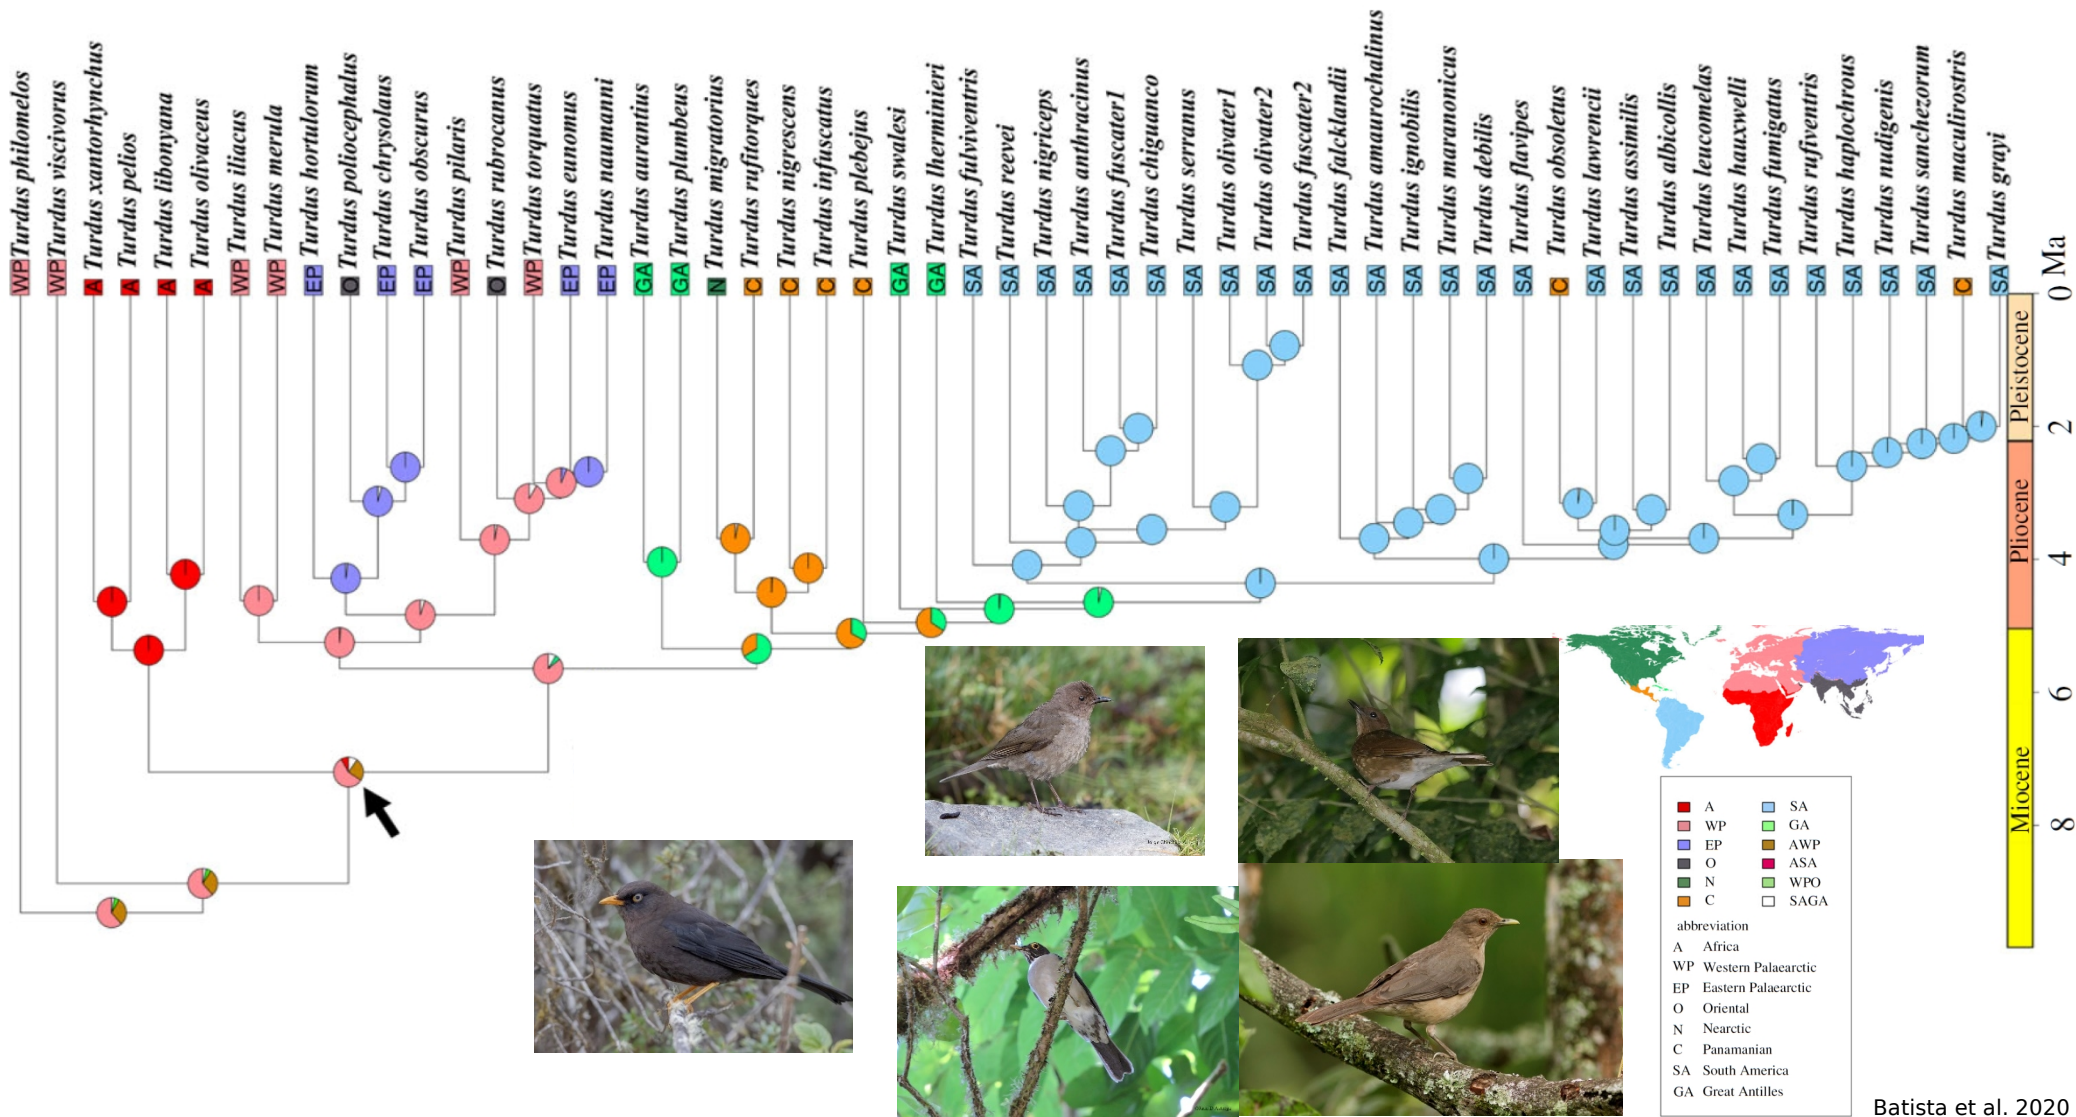 Turdus philomelos
Turdus viscivorus
Turdus xantorhynchus
Turdus pelios
Turdus libonyana
Turdus olivaceus
Turdus iliacus
Turdus merula
Turdus hortulorum
Turdus poliocephalus
Turdus chrysolaus
Turdus obscurus
Turdus pilaris
Turdus rubrocanus
Turdus torquatus
Turdus eunomus
Turdus naumanni
Turdus aurantius
Turdus plumbeus
Turdus migratorius
Turdus rufitorques
Turdus nigrescens
Turdus infuscatus
Turdus plebejus
Turdus swalesi
Turdus lherminieri
Turdus fulviventris
Turdus reevei
Turdus nigriceps
Turdus anthracinus
Turdus fuscater1
Turdus chiguanco
Turdus serranus
Turdus olivater1
Turdus olivater2
Turdus fuscater2
Turdus falcklandii
Turdus amaurochalinus
Turdus ignobilis
Turdus maranonicus
Turdus debilis
Turdus flavipes
Turdus obsoletus
Turdus lawrencii
Turdus assimilis
Turdus albicollis
Turdus leucomelas
Turdus hauxwelli
Turdus fumigatus
Turdus rufiventris
Turdus haplochrous
Turdus nudigenis
Turdus sanchezorum
Turdus maculirostris
Turdus grayi
WP WP A A A A WP WP EP O EP EP WP O WP EP EP GA GA N C C C C GA GA SA SA SA SA SA SA SA SA SA SA SA SA SA SA SA SA C SA SA SA SA SA SA SA SA SA SA C SA
0 Ma
2
4
6
8
Pleistocene
Pliocene
Miocene
A SA
WP GA
EP AWP
O ASA
N WPO
C SAGA
abbreviation
A Africa
WP Western Palaearctic
EP Eastern Palaearctic
O Oriental
N Nearctic
C Panamanian
SA South America
GA Great Antilles
Batista et al. 2020